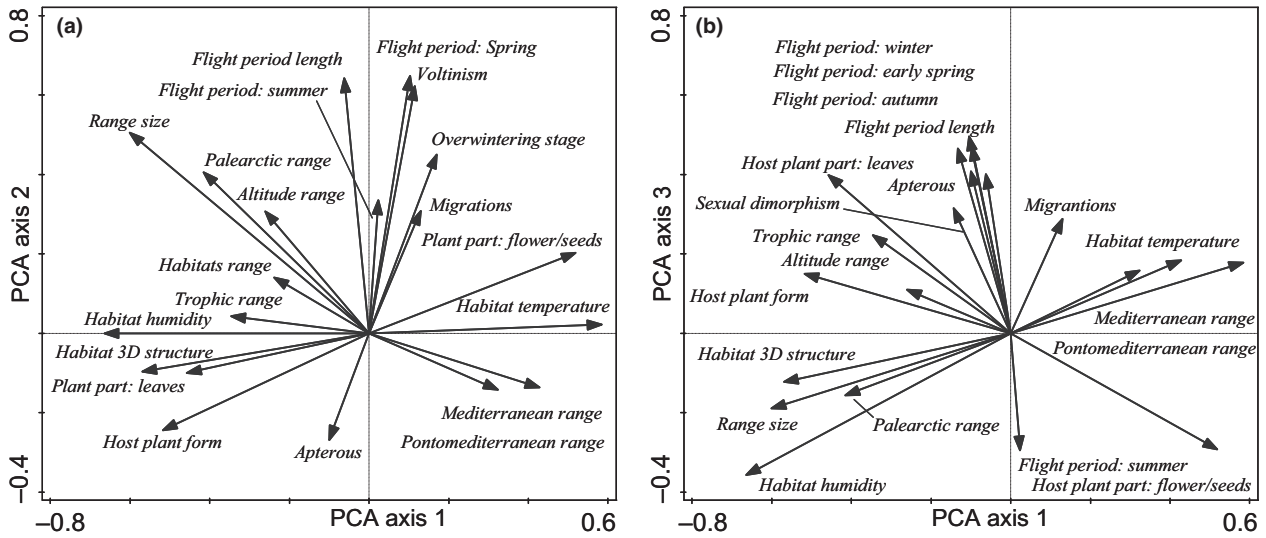 (a)
0.8
Flight period length
Flight period: Spring
Voltinism
Flight period: summer
Range size
Overwintering stage
Palearctic range
Altitude range
Migrations
Plant part: flower/seeds
Habitats range
Trophic range
Habitat temperature
Habitat humidity
Habitat 3D structure
Plant part: leaves
Mediterranean range
Host plant form
Pontomediterranean range
Apterous
PCA axis 2
–0.4
–0.8
PCA axis 1
0.6
(b)
0.8
Flight period: winter
Flight period: early spring
Flight period: autumn
Flight period length
Host plant part: leaves
Apterous
Sexual dimorphism
Migrantions
Trophic range
Habitat temperature
Altitude range
Host plant form
Mediterranean range
Pontomediterranean range
Habitat 3D structure
Range size
Palearctic range
Flight period: summer
Habitat humidity
Host plant part: flower/seeds
PCA axis 3
–0.4
–0.8
PCA axis 1
0.6